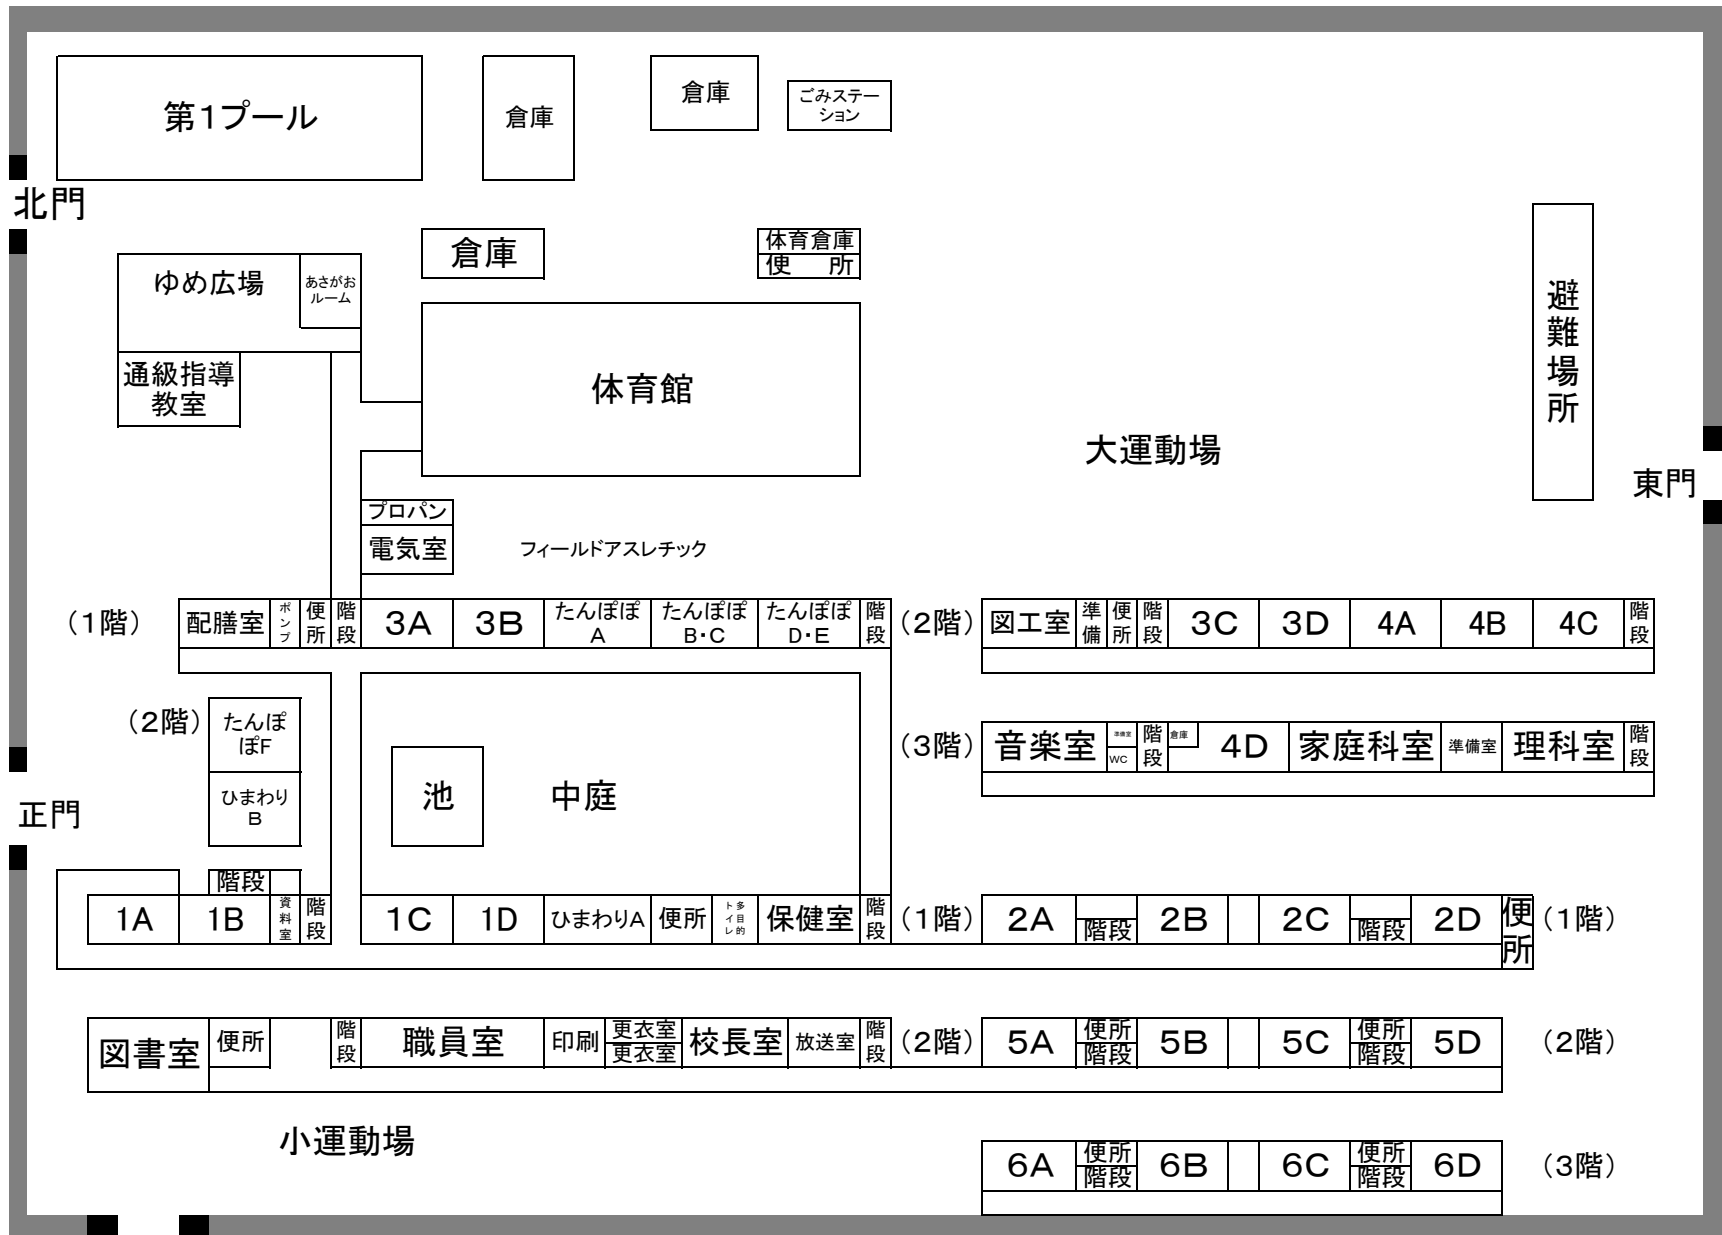 第1プール
倉庫
倉庫
ごみステー
ション
北門
倉庫
体育倉庫
便 所
ゆめ広場
あさがお
ルーム
避難場所
通級指導
教室
体育館
大運動場
東門
プロパン
電気室
フィールドアスレチック
(1階)
配膳室
ポンプ
便所
階段
3A
3B
たんぽぽ
A
たんぽぽ
B・C
たんぽぽ
D・E
階段
(2階)
図工室
準備
便所
階段
3C
3D
4A
4B
4C
階段
(2階)
たんぽ
ぽF
ひまわり
B
(3階)
音楽室
準備室
WC
階段
倉庫
4D
家庭科室
準備室
理科室
階段
池
中庭
正門
階段
1A
1B
資料室
階段
1C
1D
ひまわりA
便所
多目的
トイレ
保健室
階段
(1階)
2A
階段
2B
2C
階段
2D
便所
(1階)
図書室
便所
階段
職員室
印刷
更衣室
更衣室
校長室
放送室
階段
(2階)
5A
便所
階段
5B
5C
便所
階段
5D
(2階)
小運動場
6A
便所
階段
6B
6C
便所
階段
6D
(3階)